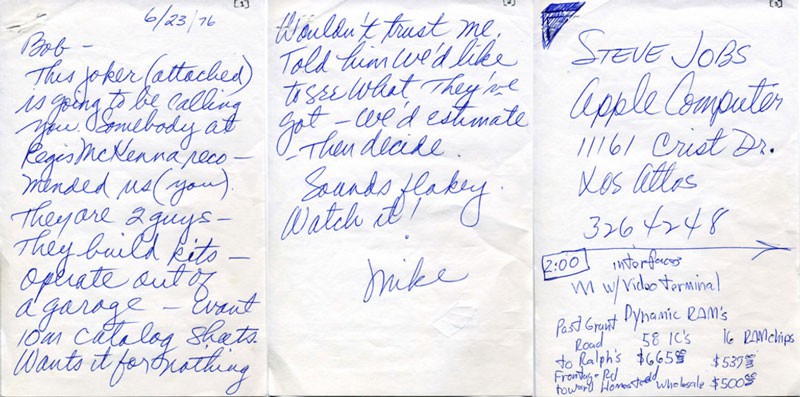 [1]
6/23/76
Bob —
This joker (attached)
is going to be calling
you. Somebody at
Regis McKenna reco—
mended us (you).
They are 2 guys —
They build kits —
operate out of
a garage — want
10m catalog sheets.
Wants it for nothing
[2]
Wouldn't trust me.
Told him we'd like
to see what they've
got — we'd estimate
— Then decide.
Sounds flakey.
Watch it!
Mike
[3]
STEVE JOBS
Apple Computer
11161 Crist Dr.
Los Altos
326 4248
2:00 interfaces
w/Video Terminal
Dynamic RAM's
Past Grant
Road 58 IC's 16 RAM chips
to Ralph's $665 $537
Frontage Rd
toward Homestead wholesale $500